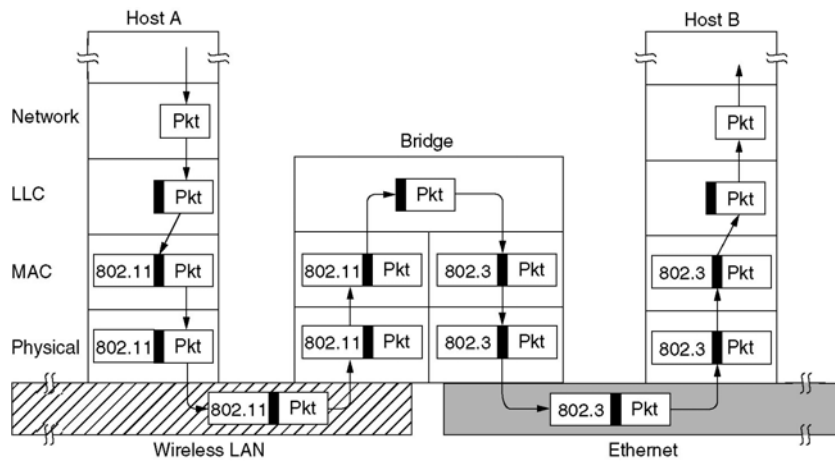 Host A
Host B
Network
Pkt
Pkt
Bridge
LLC
Pkt
Pkt
Pkt
MAC
802.11 Pkt
802.11 Pkt
802.3 Pkt
802.3 Pkt
Physical
802.11 Pkt
802.11 Pkt
802.3 Pkt
802.3 Pkt
802.11 Pkt
802.3 Pkt
Wireless LAN
Ethernet